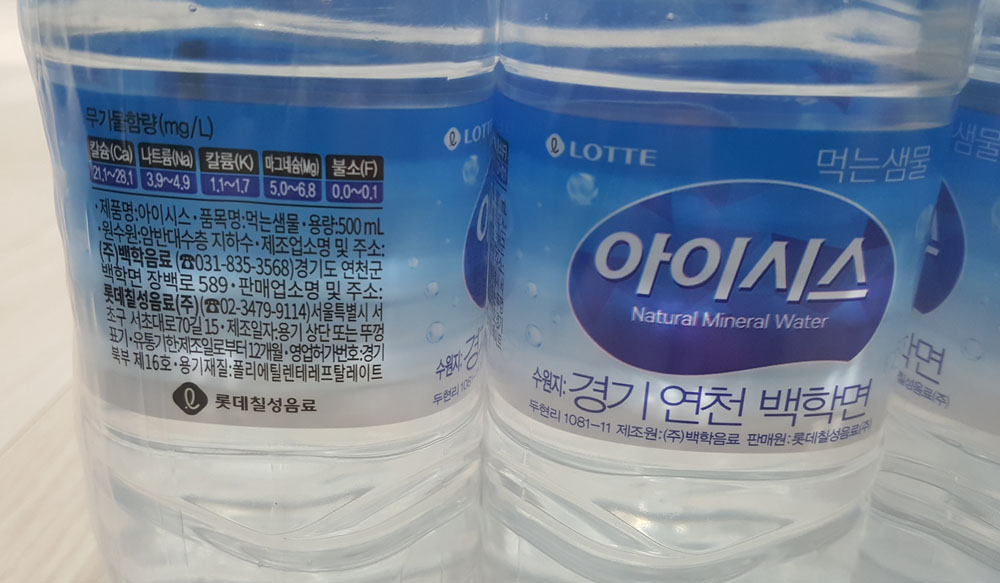 무기물함량(mg/L)
칼슘(Ca) 나트륨(Na) 칼륨(K) 마그네슘(Mg) 불소(F)
21.1~28.1 3.9~4.9 1.1~1.7 5.0~6.8 0.0~0.1
·제품명:아이시스·품목명:먹는샘물·용량:500 mL
·원수원:암반대수층 지하수·제조업소명 및 주소:
(주)백학음료 (☎031-835-3568)경기도 연천군
백학면 장백로 589·판매업소명 및 주소:
롯데칠성음료(주)(☎02-3479-9114)서울특별시 서
초구 서초대로70길 15·제조일자:용기 상단 또는 뚜껑
표기·유통기한:제조일로부터 12개월·영업허가번호:경기
북부 제16호·용기재질:폴리에틸렌테레프탈레이트
롯데칠성음료
LOTTE
수원지: 경
두현리 1081-
LOTTE
먹는샘물
아이시스
Natural Mineral Water
수원지: 경기 연천 백학면
두현리 1081-11 제조원:(주)백학음료 판매원:롯데칠성음료(주)
샘물
스
학면
칠성음료(주)